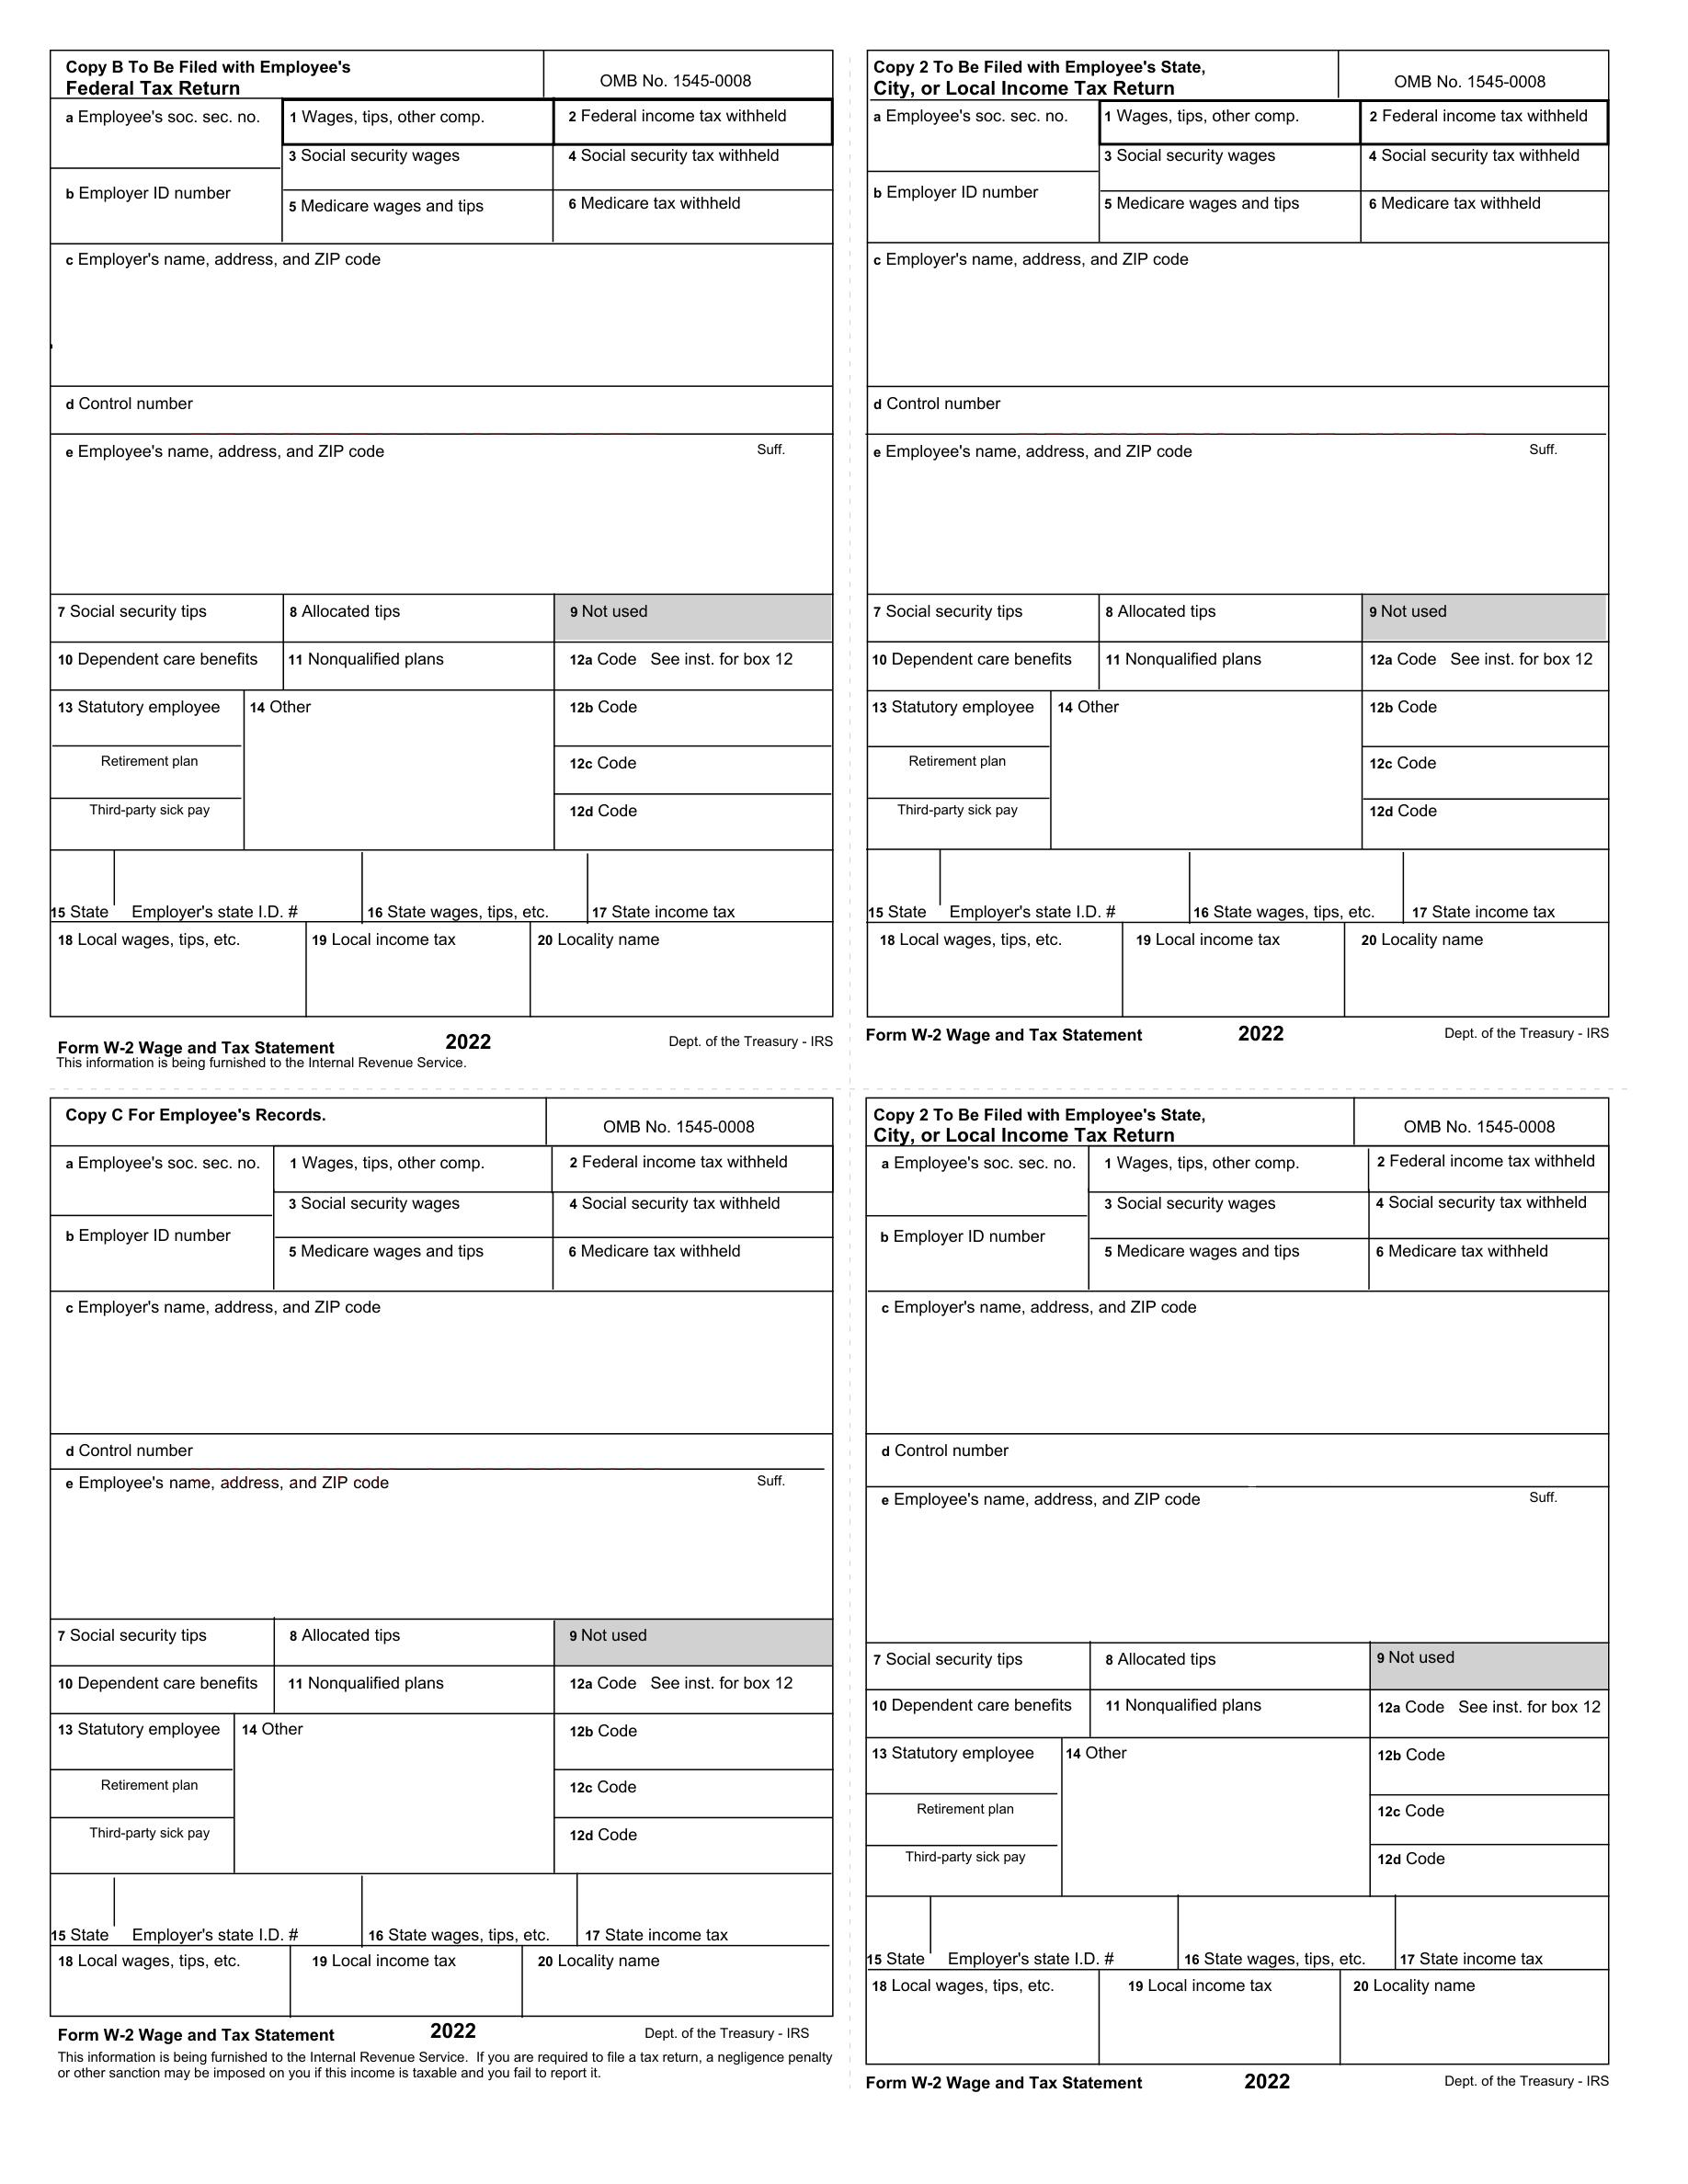 Copy B To Be Filed with Employee's
Federal Tax Return
OMB No. 1545-0008
a Employee's soc. sec. no.
1 Wages, tips, other comp.
2 Federal income tax withheld
3 Social security wages
4 Social security tax withheld
b Employer ID number
5 Medicare wages and tips
6 Medicare tax withheld
c Employer's name, address, and ZIP code
d Control number
e Employee's name, address, and ZIP code
Suff.
7 Social security tips
8 Allocated tips
9 Not used
10 Dependent care benefits
11 Nonqualified plans
12a Code See inst. for box 12
13 Statutory employee
14 Other
12b Code
Retirement plan
12c Code
Third-party sick pay
12d Code
15 State
Employer's state I.D. #
16 State wages, tips, etc.
17 State income tax
18 Local wages, tips, etc.
19 Local income tax
20 Locality name
Form W-2 Wage and Tax Statement
2022
Dept. of the Treasury - IRS
This information is being furnished to the Internal Revenue Service.
Copy 2 To Be Filed with Employee's State,
City, or Local Income Tax Return
OMB No. 1545-0008
a Employee's soc. sec. no.
1 Wages, tips, other comp.
2 Federal income tax withheld
3 Social security wages
4 Social security tax withheld
b Employer ID number
5 Medicare wages and tips
6 Medicare tax withheld
c Employer's name, address, and ZIP code
d Control number
e Employee's name, address, and ZIP code
Suff.
7 Social security tips
8 Allocated tips
9 Not used
10 Dependent care benefits
11 Nonqualified plans
12a Code See inst. for box 12
13 Statutory employee
14 Other
12b Code
Retirement plan
12c Code
Third-party sick pay
12d Code
15 State
Employer's state I.D. #
16 State wages, tips, etc.
17 State income tax
18 Local wages, tips, etc.
19 Local income tax
20 Locality name
Form W-2 Wage and Tax Statement
2022
Dept. of the Treasury - IRS
Copy C For Employee's Records.
OMB No. 1545-0008
a Employee's soc. sec. no.
1 Wages, tips, other comp.
2 Federal income tax withheld
3 Social security wages
4 Social security tax withheld
b Employer ID number
5 Medicare wages and tips
6 Medicare tax withheld
c Employer's name, address, and ZIP code
d Control number
e Employee's name, address, and ZIP code
Suff.
7 Social security tips
8 Allocated tips
9 Not used
10 Dependent care benefits
11 Nonqualified plans
12a Code See inst. for box 12
13 Statutory employee
14 Other
12b Code
Retirement plan
12c Code
Third-party sick pay
12d Code
15 State
Employer's state I.D. #
16 State wages, tips, etc.
17 State income tax
18 Local wages, tips, etc.
19 Local income tax
20 Locality name
Form W-2 Wage and Tax Statement
2022
Dept. of the Treasury - IRS
This information is being furnished to the Internal Revenue Service. If you are required to file a tax return, a negligence penalty
or other sanction may be imposed on you if this income is taxable and you fail to report it.
Copy 2 To Be Filed with Employee's State,
City, or Local Income Tax Return
OMB No. 1545-0008
a Employee's soc. sec. no.
1 Wages, tips, other comp.
2 Federal income tax withheld
3 Social security wages
4 Social security tax withheld
b Employer ID number
5 Medicare wages and tips
6 Medicare tax withheld
c Employer's name, address, and ZIP code
d Control number
e Employee's name, address, and ZIP code
Suff.
7 Social security tips
8 Allocated tips
9 Not used
10 Dependent care benefits
11 Nonqualified plans
12a Code See inst. for box 12
13 Statutory employee
14 Other
12b Code
Retirement plan
12c Code
Third-party sick pay
12d Code
15 State
Employer's state I.D. #
16 State wages, tips, etc.
17 State income tax
18 Local wages, tips, etc.
19 Local income tax
20 Locality name
Form W-2 Wage and Tax Statement
2022
Dept. of the Treasury - IRS